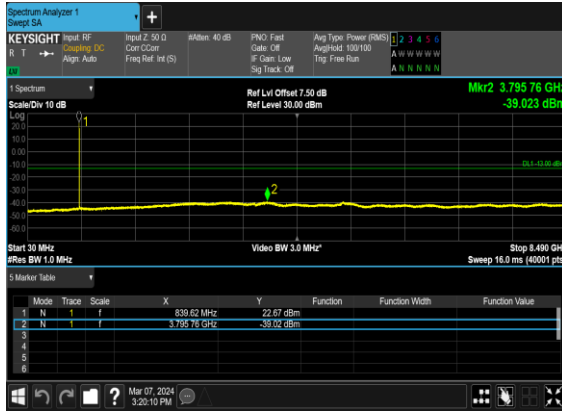 Spectrum Analyzer 1
Swept SA
+
KEYSIGHT Input: RF Input Z: 50 Ω #Atten: 40 dB PNO: Fast Avg Type: Power (RMS) 1 2 3 4 5 6
R T Coupling: DC Corr CCorr Gate: Off Avg|Hold: 100/100 A W W W W W
Align: Auto Freq Ref: Int (S) IF Gain: Low Trig: Free Run
LU Sig Track: Off A N N N N N
1 Spectrum Ref Lvl Offset 7.50 dB Mkr2 3.795 76 GHz
Scale/Div 10 dB Ref Level 30.00 dBm -39.023 dBm
Log
20.0
10.0
0.00
-10.0
-20.0
-30.0
-40.0
-50.0
-60.0
1
DL1 -13.00 dBm
2
Start 30 MHz Video BW 3.0 MHz* Stop 8.490 GHz
#Res BW 1.0 MHz Sweep 16.0 ms (40001 pts)
5 Marker Table
Mode Trace Scale X Y Function Function Width Function Value
1 N 1 f 839.62 MHz 22.67 dBm
2 N 1 f 3.795 76 GHz -39.02 dBm
3
4
5
6
? Mar 07, 2024
3:20:10 PM